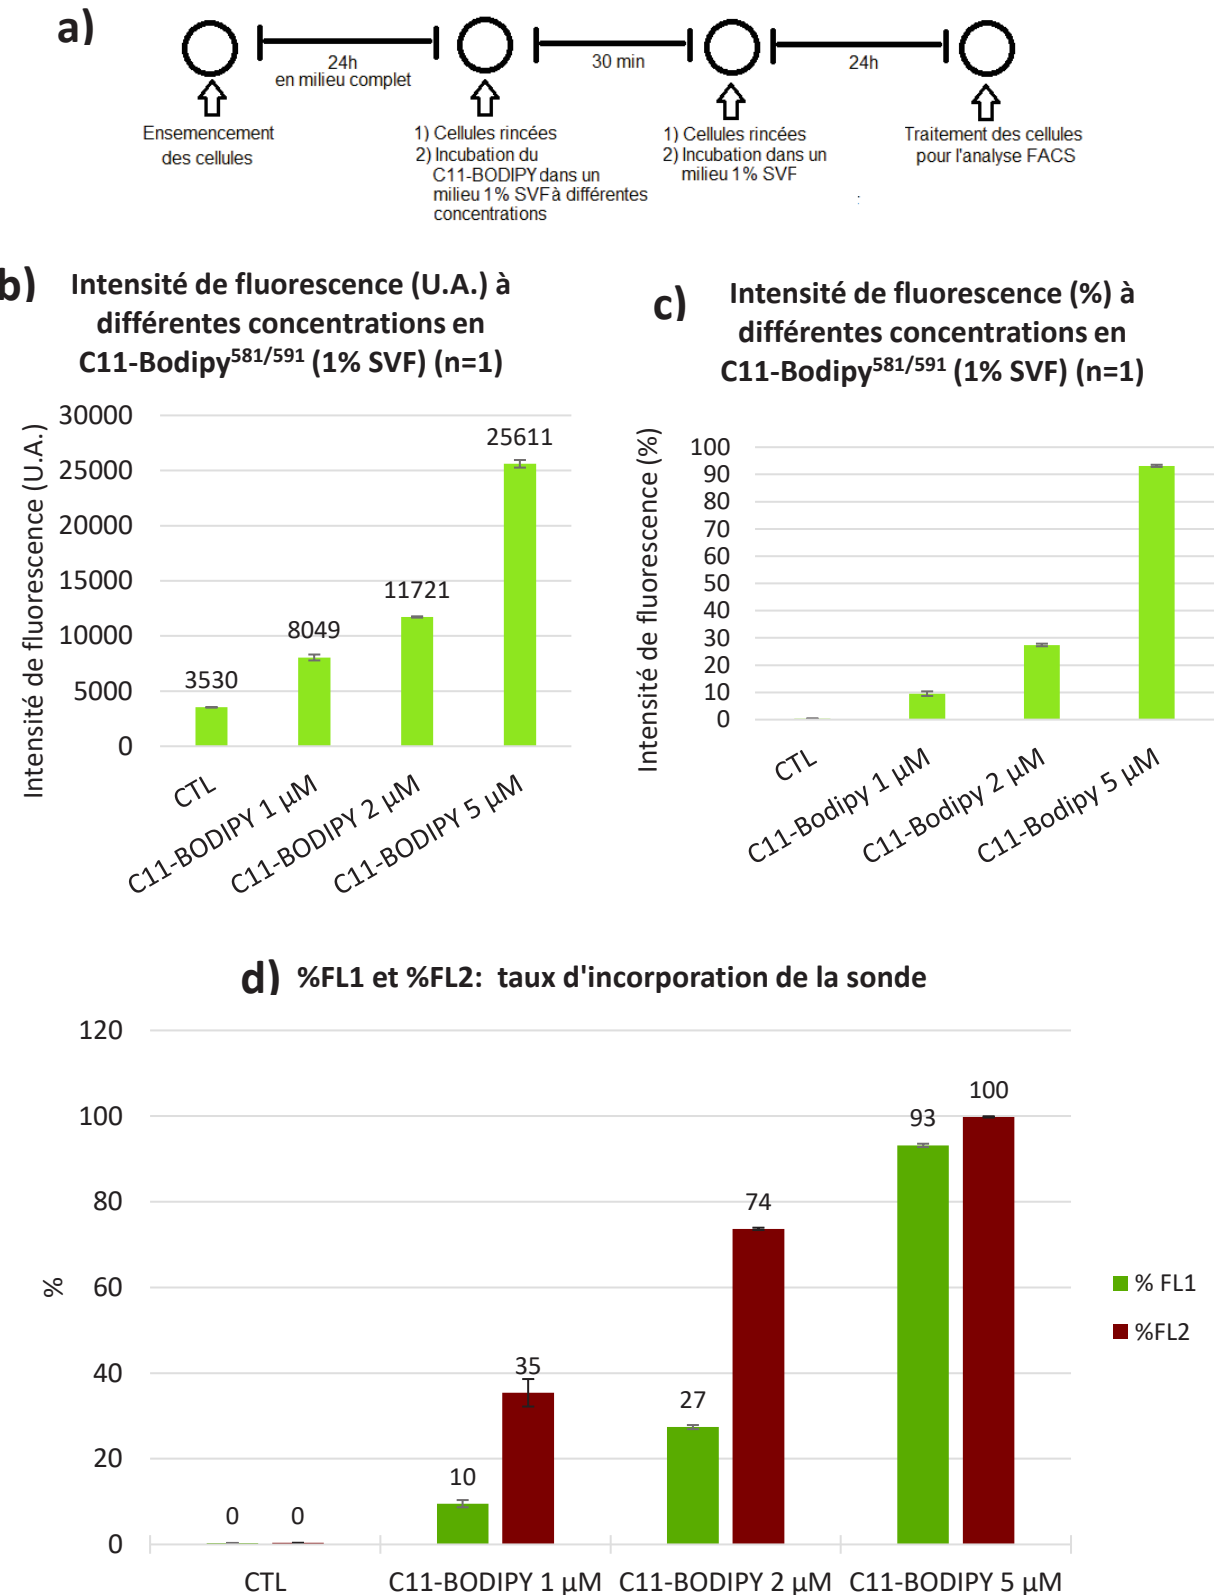 a)
24h
en milieu complet
30 min
24h
Ensemencement
des cellules
1) Cellules rincées
2) Incubation du
C11-BODIPY dans un
milieu 1% SVF à différentes
concentrations
1) Cellules rincées
2) Incubation dans un
milieu 1% SVF
Traitement des cellules
pour l'analyse FACS
b)
Intensité de fluorescence (U.A.) à
différentes concentrations en
C11-Bodipy581/591 (1% SVF) (n=1)
Intensité de fluorescence (U.A.)
30000
25000
20000
15000
10000
5000
0
3530
8049
11721
25611
CTL
C11-BODIPY 1 µM
C11-BODIPY 2 µM
C11-BODIPY 5 µM
c)
Intensité de fluorescence (%) à
différentes concentrations en
C11-Bodipy581/591 (1% SVF) (n=1)
Intensité de fluorescence (%)
100
90
80
70
60
50
40
30
20
10
0
CTL
C11-Bodipy 1 µM
C11-Bodipy 2 µM
C11-Bodipy 5 µM
d)
%FL1 et %FL2: taux d'incorporation de la sonde
%
120
100
80
60
40
20
0
0
0
10
35
27
74
93
100
CTL
C11-BODIPY 1 µM
C11-BODIPY 2 µM
C11-BODIPY 5 µM
% FL1
%FL2